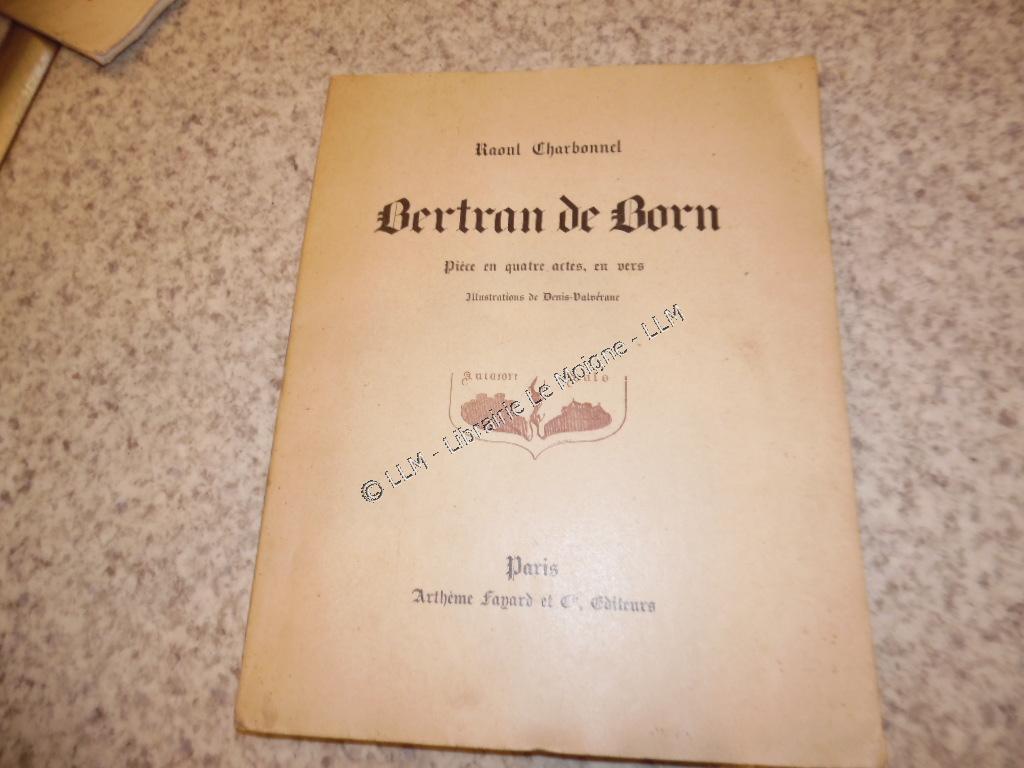 Raoul Charbonnel
Bertran de Born
Pièce en quatre actes, en vers
Illustrations de Denis-Valvérane
© LLM - Librairie Le Moigne - LLM
Paris
Arthème Fayard et Cie, Editeurs